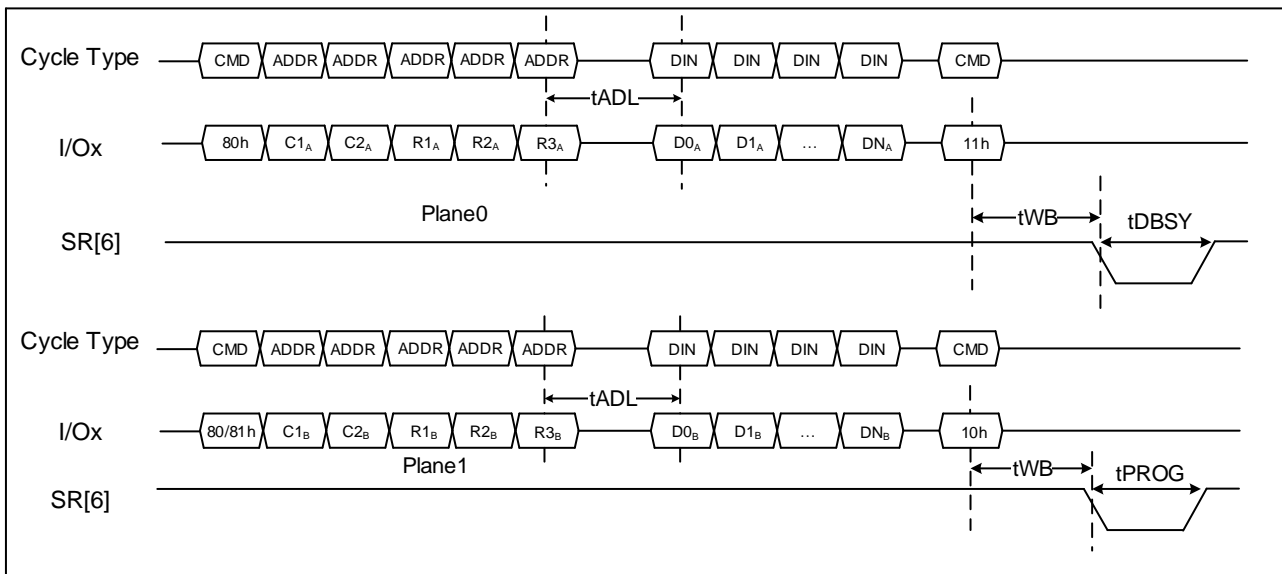 Cycle Type CMD ADDR ADDR ADDR ADDR ADDR DIN DIN DIN DIN CMD
tADL
I/Ox 80h C1A C2A R1A R2A R3A D0A D1A ... DNA 11h
Plane0 tWB tDBSY
SR[6]
Cycle Type CMD ADDR ADDR ADDR ADDR ADDR DIN DIN DIN DIN CMD
tADL
I/Ox 80/81h C1B C2B R1B R2B R3B D0B D1B ... DNB 10h
Plane1 tWB tPROG
SR[6]